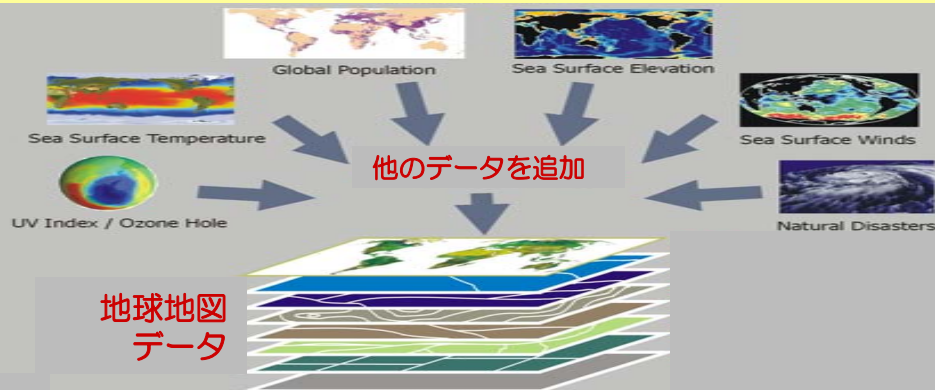 Global Population
Sea Surface Elevation
Sea Surface Temperature
Sea Surface Winds
他のデータを追加
UV Index / Ozone Hole
Natural Disasters
地球地図
データ